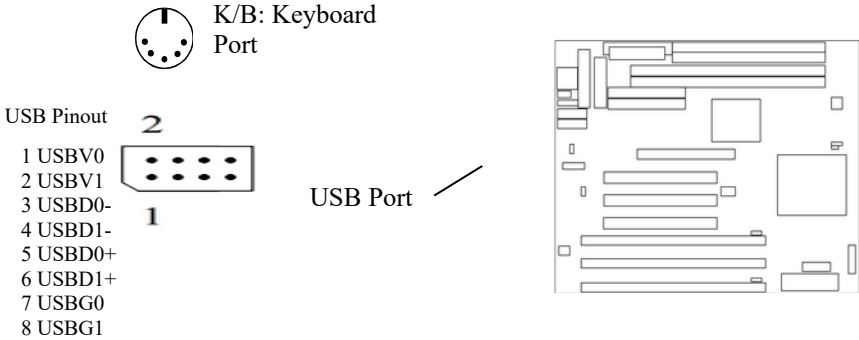 K/B: Keyboard
Port
USB Pinout
2
1 USBV0
2 USBV1
3 USBD0-
4 USBD1-
5 USBD0+
6 USBD1+
7 USBG0
8 USBG1
1
USB Port